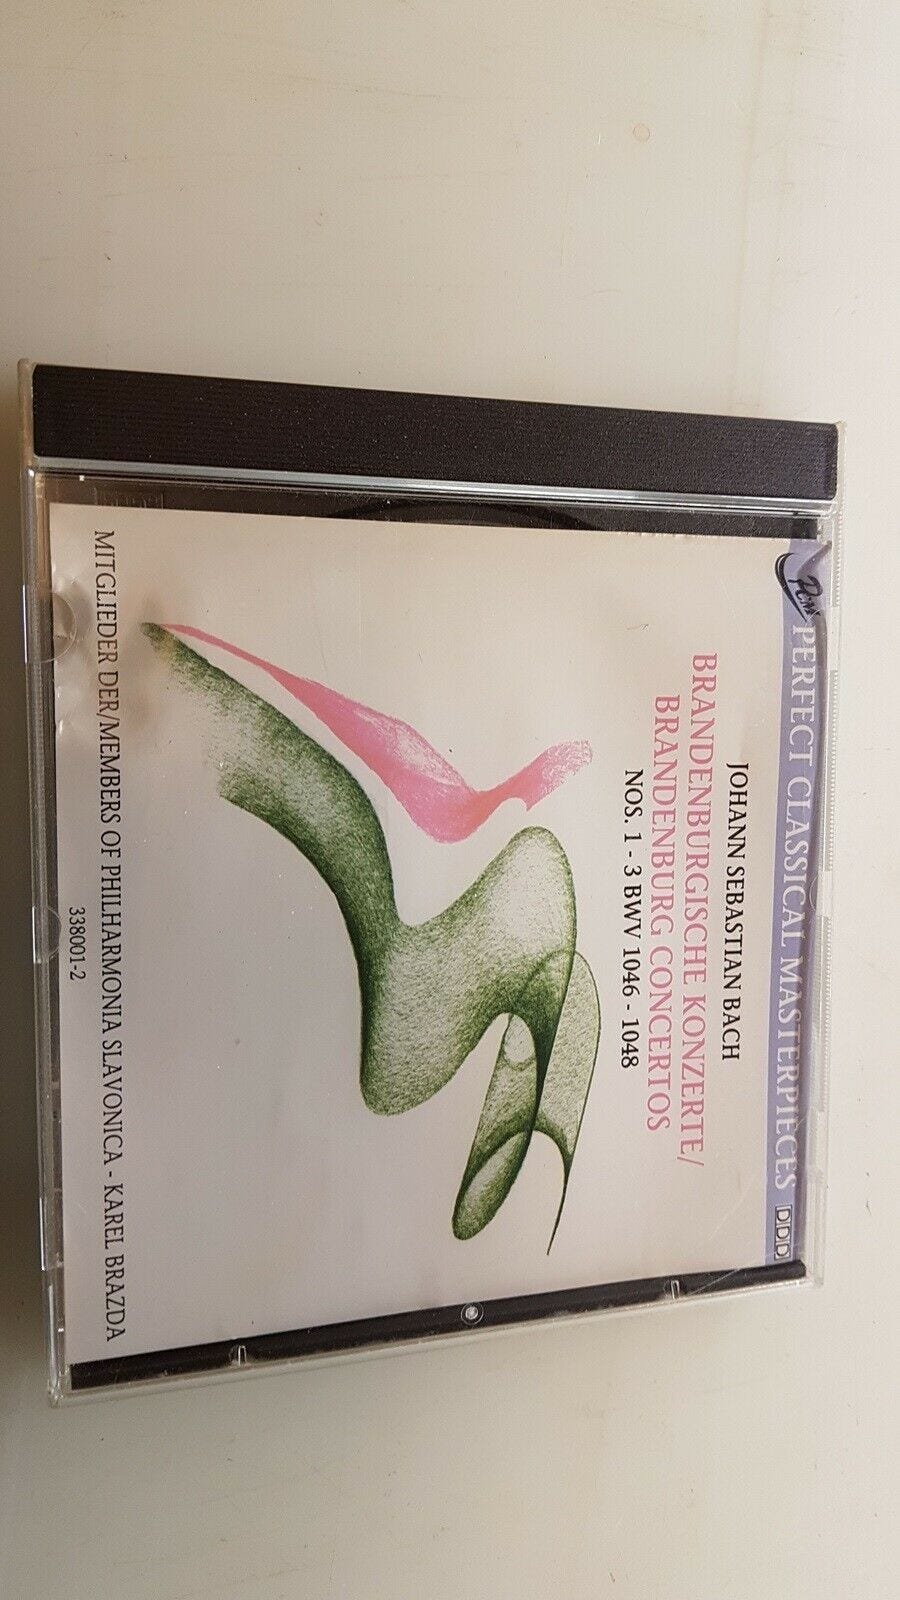 PCM PERFECT CLASSICAL MASTERPIECES DDD
JOHANN SEBASTIAN BACH
BRANDENBURGISCHE KONZERTE/
BRANDENBURG CONCERTOS
NOS. 1 - 3 BWV 1046 - 1048
MITGLIEDER DER/MEMBERS OF PHILHARMONIA SLAVONICA - KAREL BRAZDA
338001-2